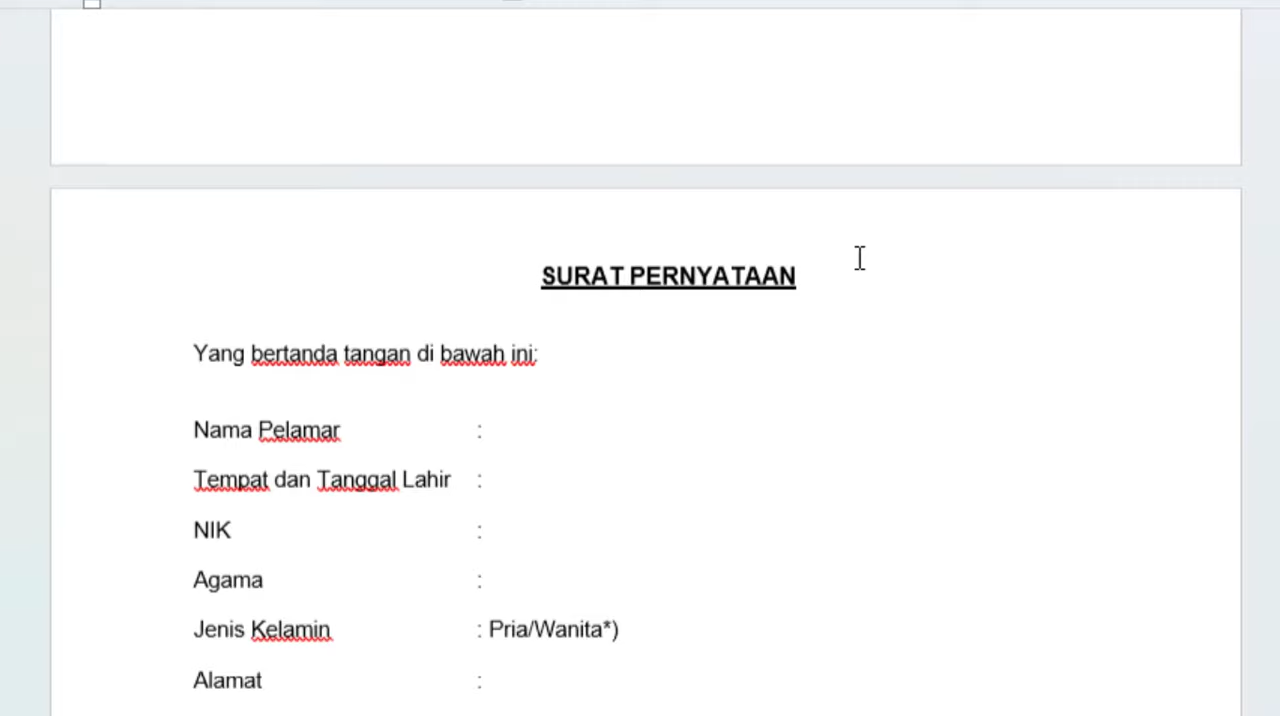 SURAT PERNYATAAN
Yang bertanda tangan di bawah ini:
Nama Pelamar :
Tempat dan Tanggal Lahir :
NIK :
Agama :
Jenis Kelamin : Pria/Wanita*)
Alamat :